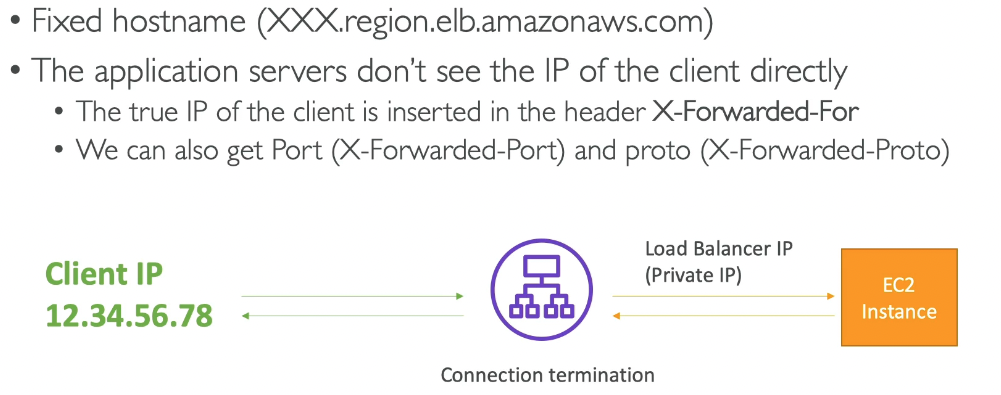 • Fixed hostname (XXX.region.elb.amazonaws.com)
• The application servers don't see the IP of the client directly
• The true IP of the client is inserted in the header X-Forwarded-For
• We can also get Port (X-Forwarded-Port) and proto (X-Forwarded-Proto)
Client IP
12.34.56.78
Load Balancer IP
(Private IP)
EC2
Instance
Connection termination